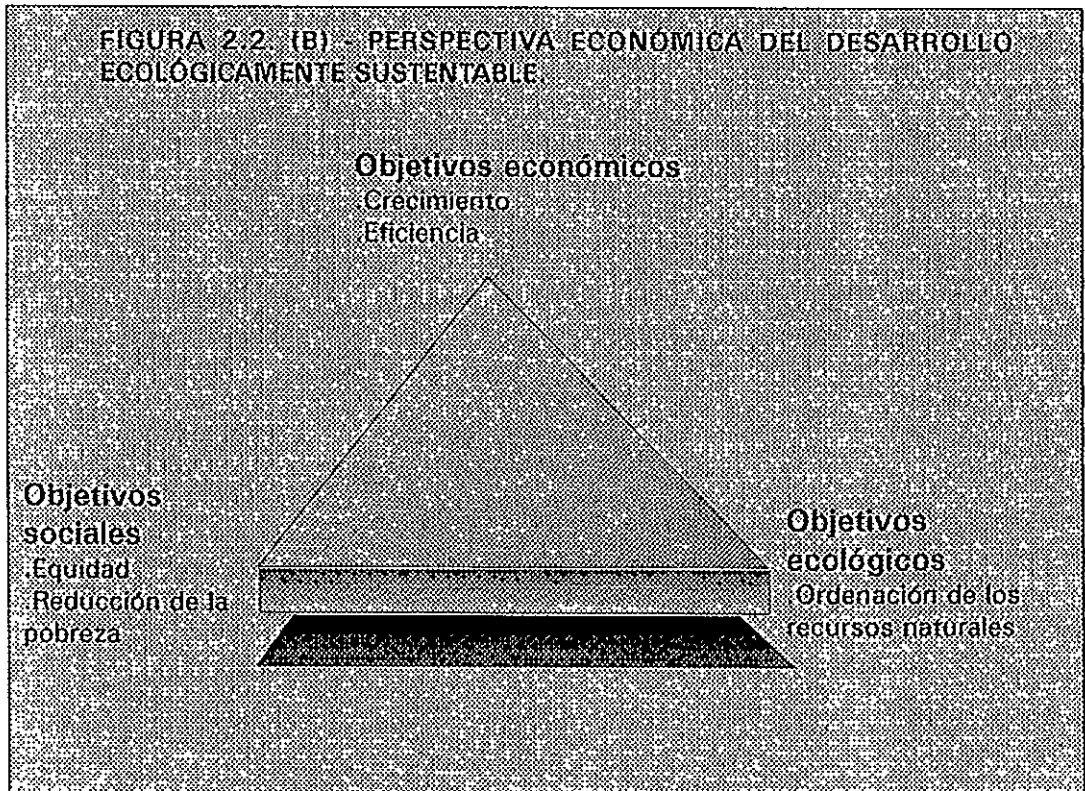 FIGURA 2.2. (B) - PERSPECTIVA ECONÓMICA DEL DESARROLLO
ECOLÓGICAMENTE SUSTENTABLE.
Objetivos económicos
.Crecimiento
.Eficiencia
Objetivos
sociales
.Equidad
.Reducción de la
pobreza
Objetivos
ecológicos
.Ordenación de los
recursos naturales